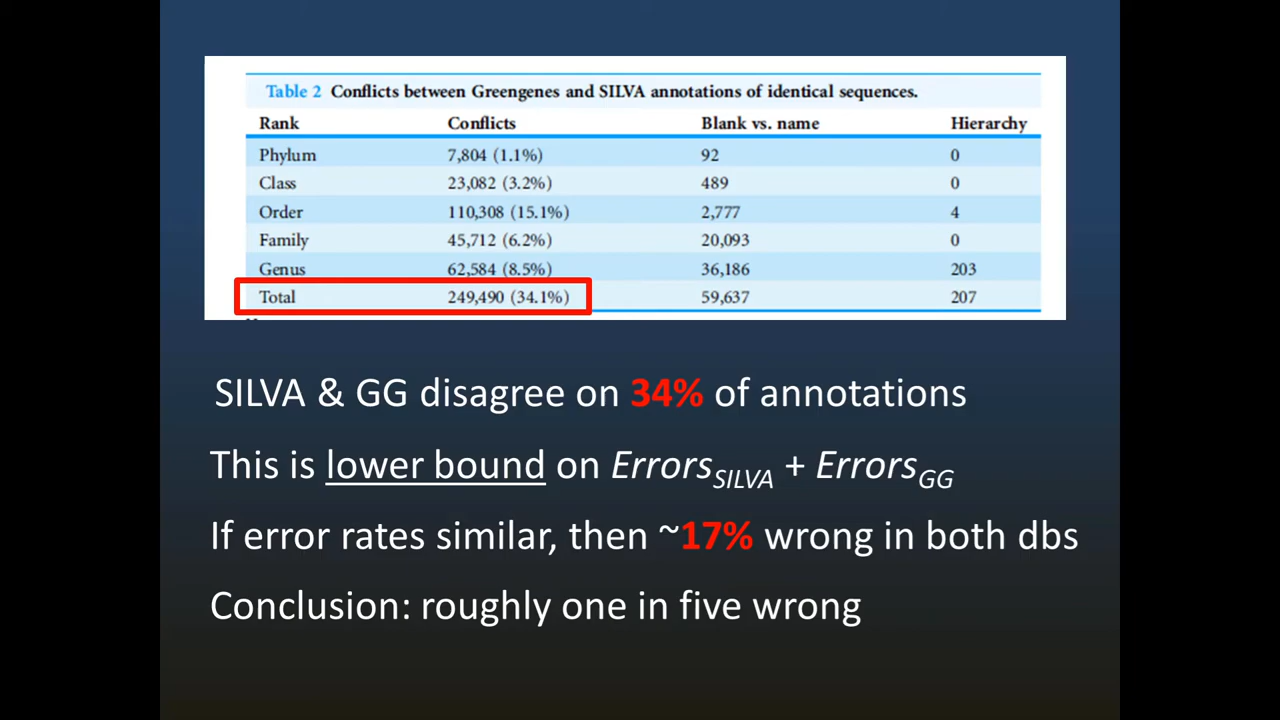 Table 2 Conflicts between Greengenes and SILVA annotations of identical sequences.
Rank Conflicts Blank vs. name Hierarchy
Phylum 7,804 (1.1%) 92 0
Class 23,082 (3.2%) 489 0
Order 110,308 (15.1%) 2,777 4
Family 45,712 (6.2%) 20,093 0
Genus 62,584 (8.5%) 36,186 203
Total 249,490 (34.1%) 59,637 207
SILVA & GG disagree on 34% of annotations
This is lower bound on Errors SILVA + Errors GG
If error rates similar, then ~17% wrong in both dbs
Conclusion: roughly one in five wrong